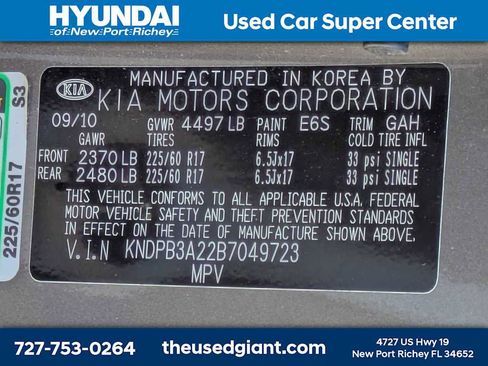 HYUNDAI
of New Port Richey
Used Car Super Center
225/60R17
S3
MANUFACTURED IN KOREA BY
KIA
KIA MOTORS CORPORATION
09/10 GVWR 4497 LB PAINT E6S TRIM GAH
GAWR TIRES RIMS COLD TIRE INFL
FRONT 2370 LB 225/60 R17 6.5Jx17 33 psi SINGLE
REAR 2480 LB 225/60 R17 6.5Jx17 33 psi SINGLE
THIS VEHICLE CONFORMS TO ALL APPLICABLE U.S.A. FEDERAL
MOTOR VEHICLE SAFETY AND THEFT PREVENTION STANDARDS
IN EFFECT ON THE DATE OF MANUFACTURE SHOWN ABOVE.
V.I.N KNDPB3A22B7049723
MPV
727-753-0264
theusedgiant.com
4727 US Hwy 19
New Port Richey FL 34652